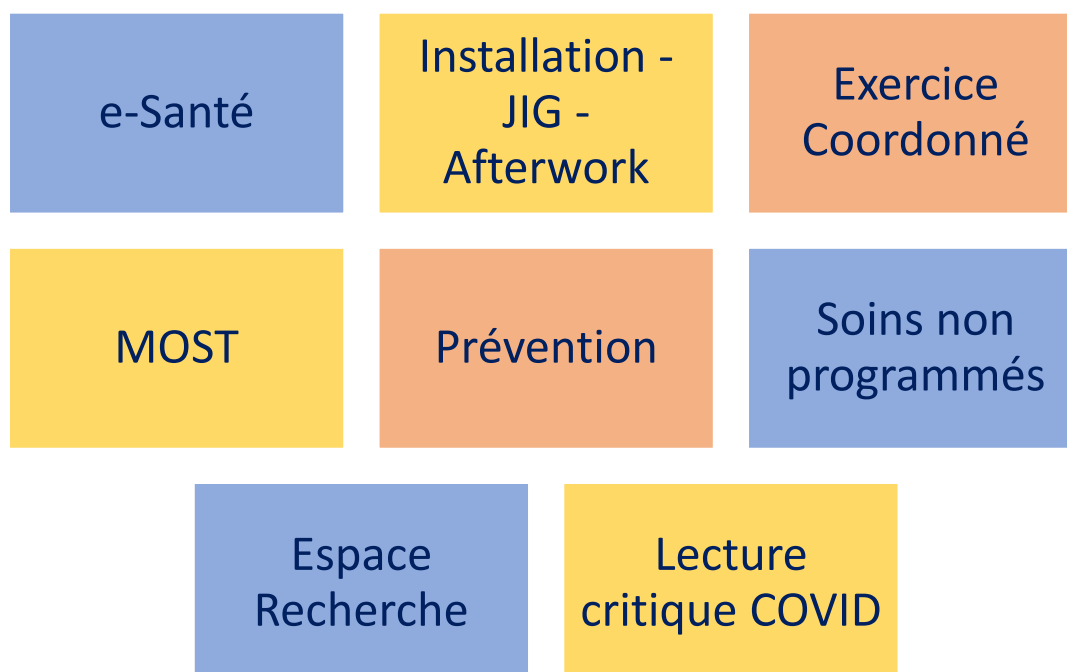 e-Santé
Installation -
JIG -
Afterwork
Exercice
Coordonné
MOST
Prévention
Soins non
programmés
Espace
Recherche
Lecture
critique COVID